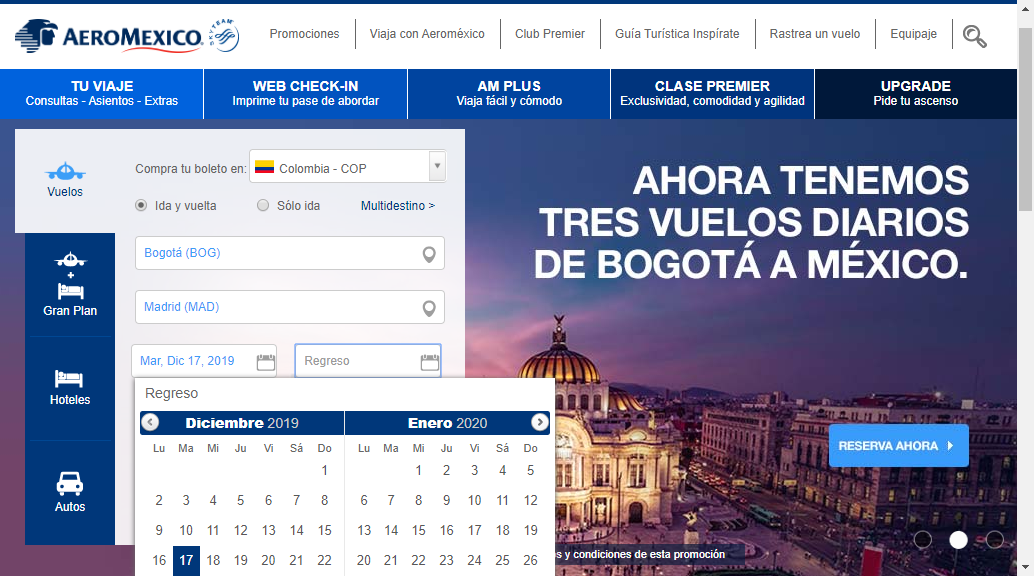 AEROMEXICO.
SKYTEAM
Promociones
Viaja con Aeroméxico
Club Premier
Guía Turística Inspírate
Rastrea un vuelo
Equipaje
TU VIAJE
Consultas - Asientos - Extras
WEB CHECK-IN
Imprime tu pase de abordar
AM PLUS
Viaja fácil y cómodo
CLASE PREMIER
Exclusividad, comodidad y agilidad
UPGRADE
Pide tu ascenso
Vuelos
+
Gran Plan
Hoteles
Autos
Compra tu boleto en:
Colombia - COP
Ida y vuelta
Sólo ida
Multidestino >
Bogotá (BOG)
Madrid (MAD)
Mar, Dic 17, 2019
Regreso
Regreso
Diciembre 2019
Lu Ma Mi Ju Vi Sá Do
1
2 3 4 5 6 7 8
9 10 11 12 13 14 15
16 17 18 19 20 21 22
Enero 2020
Lu Ma Mi Ju Vi Sá Do
1 2 3 4 5
6 7 8 9 10 11 12
13 14 15 16 17 18 19
20 21 22 23 24 25 26
AHORA TENEMOS
TRES VUELOS DIARIOS
DE BOGOTÁ A MÉXICO.
RESERVA AHORA
s y condiciones de esta promoción